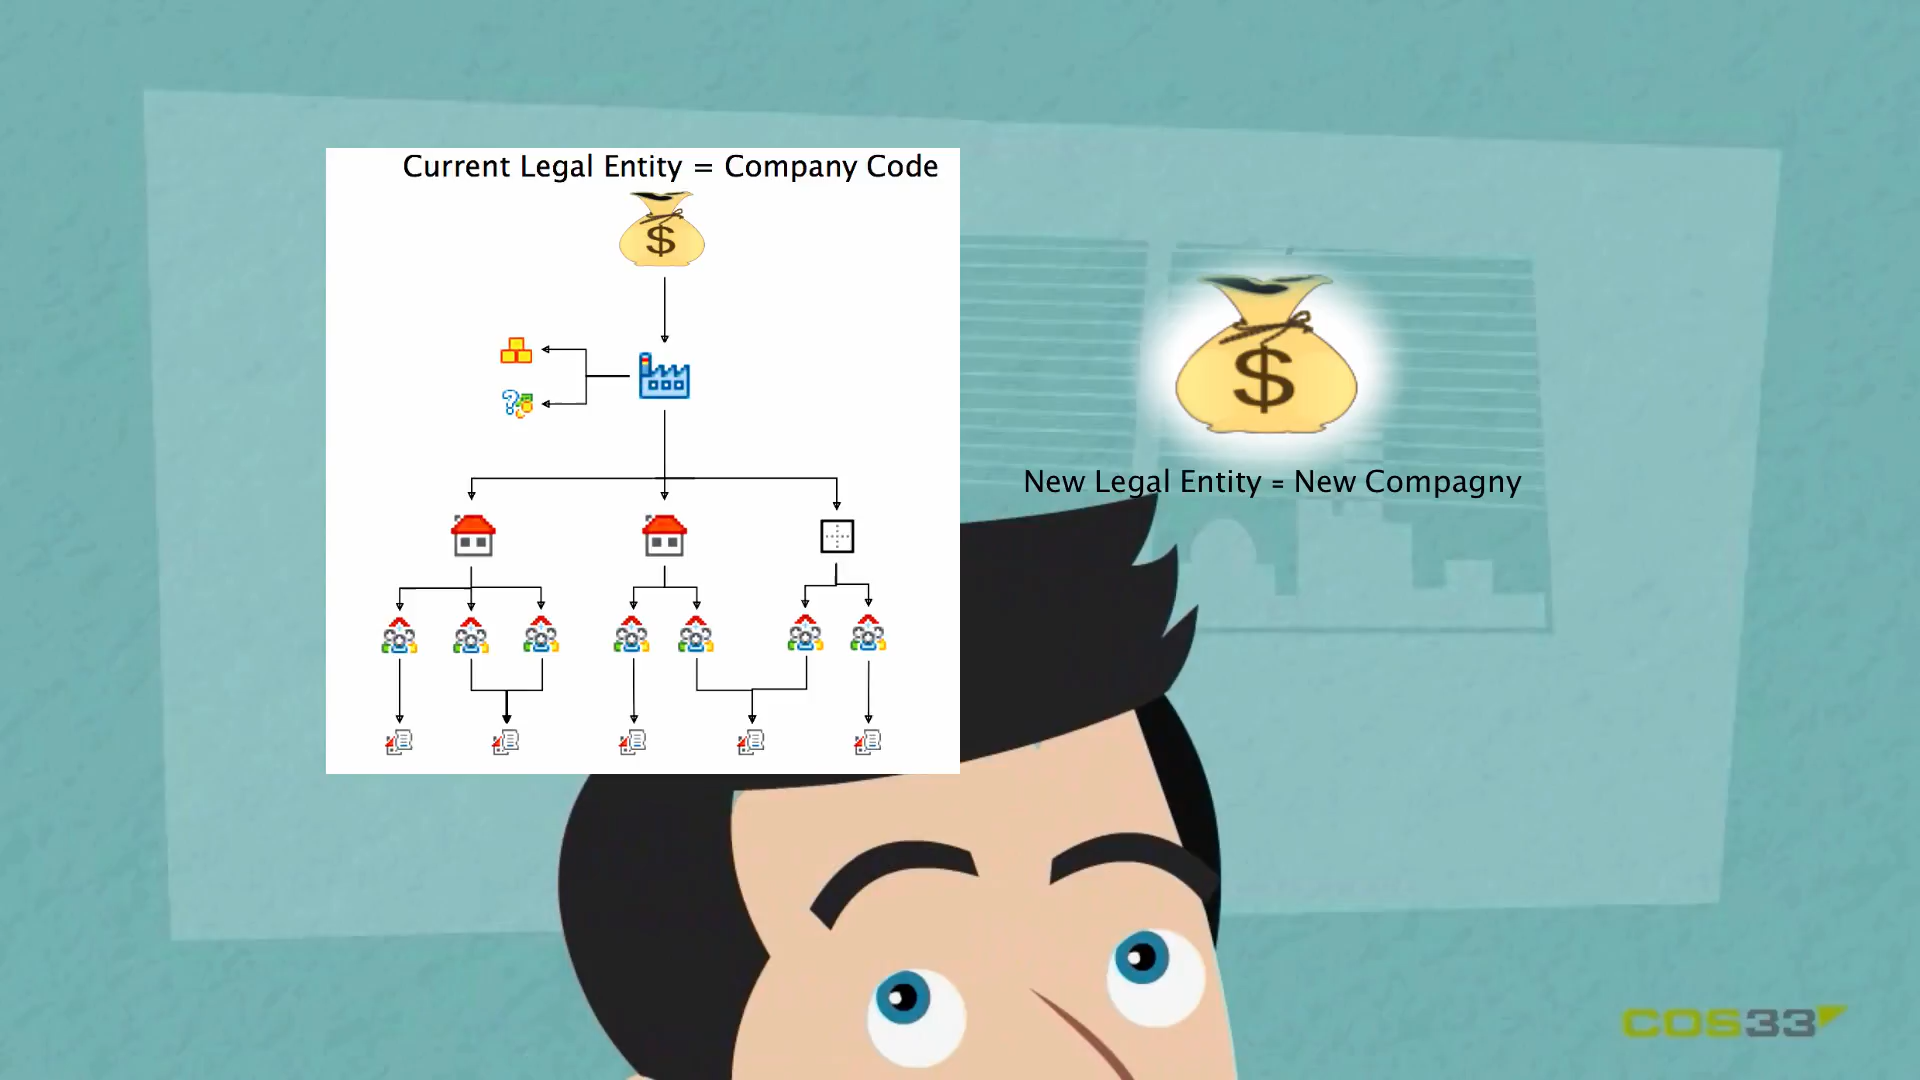 Current Legal Entity = Company Code
$
$
New Legal Entity = New Compagny
COS33